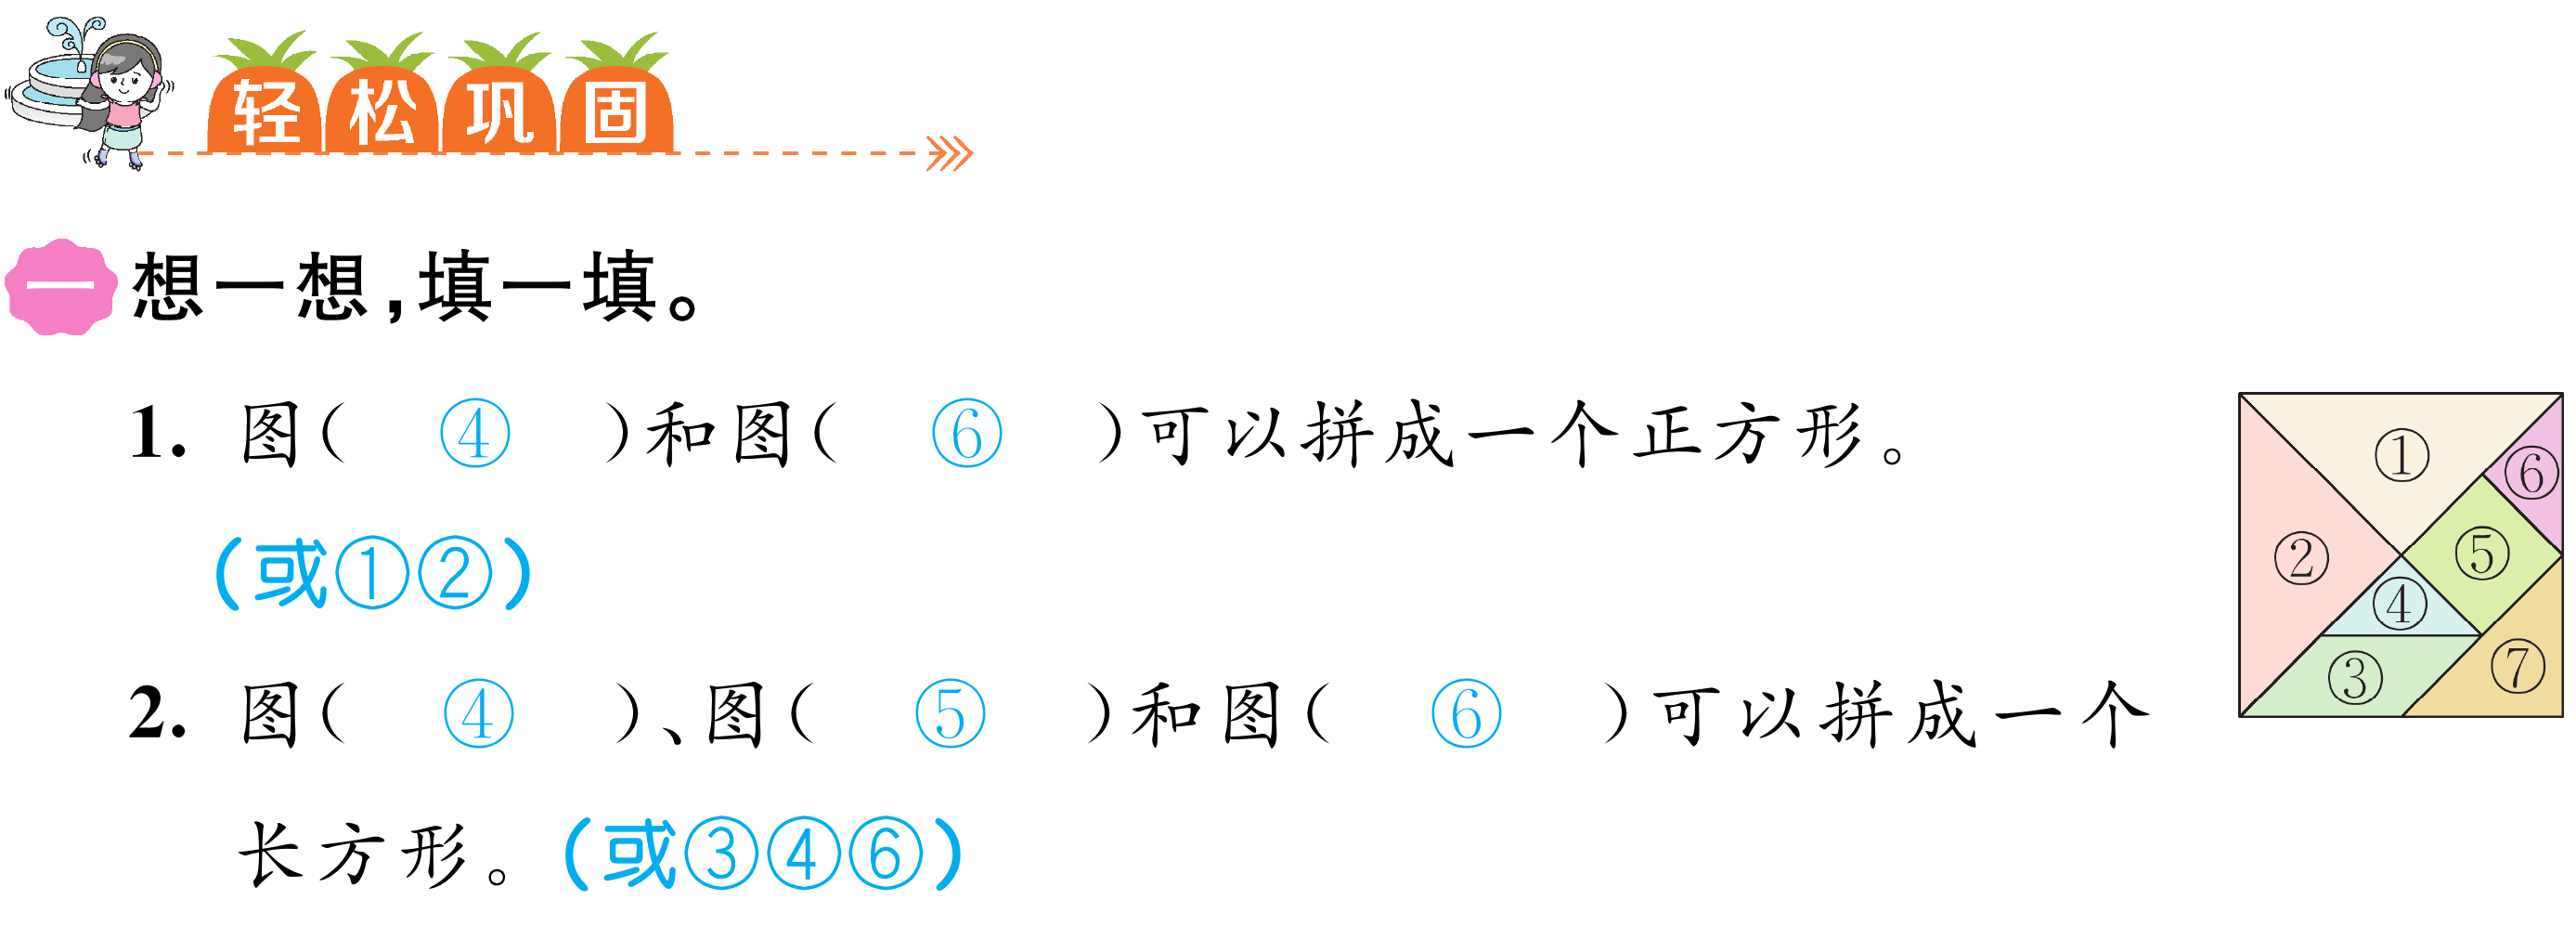 轻松巩固
一 想一想,填一填。
1. 图( ④ )和图( ⑥ )可以拼成一个正方形。
(或①②)
2. 图( ④ )、图( ⑤ )和图( ⑥ )可以拼成一个
长方形。(或③④⑥)
①
⑥
②
⑤
④
③
⑦